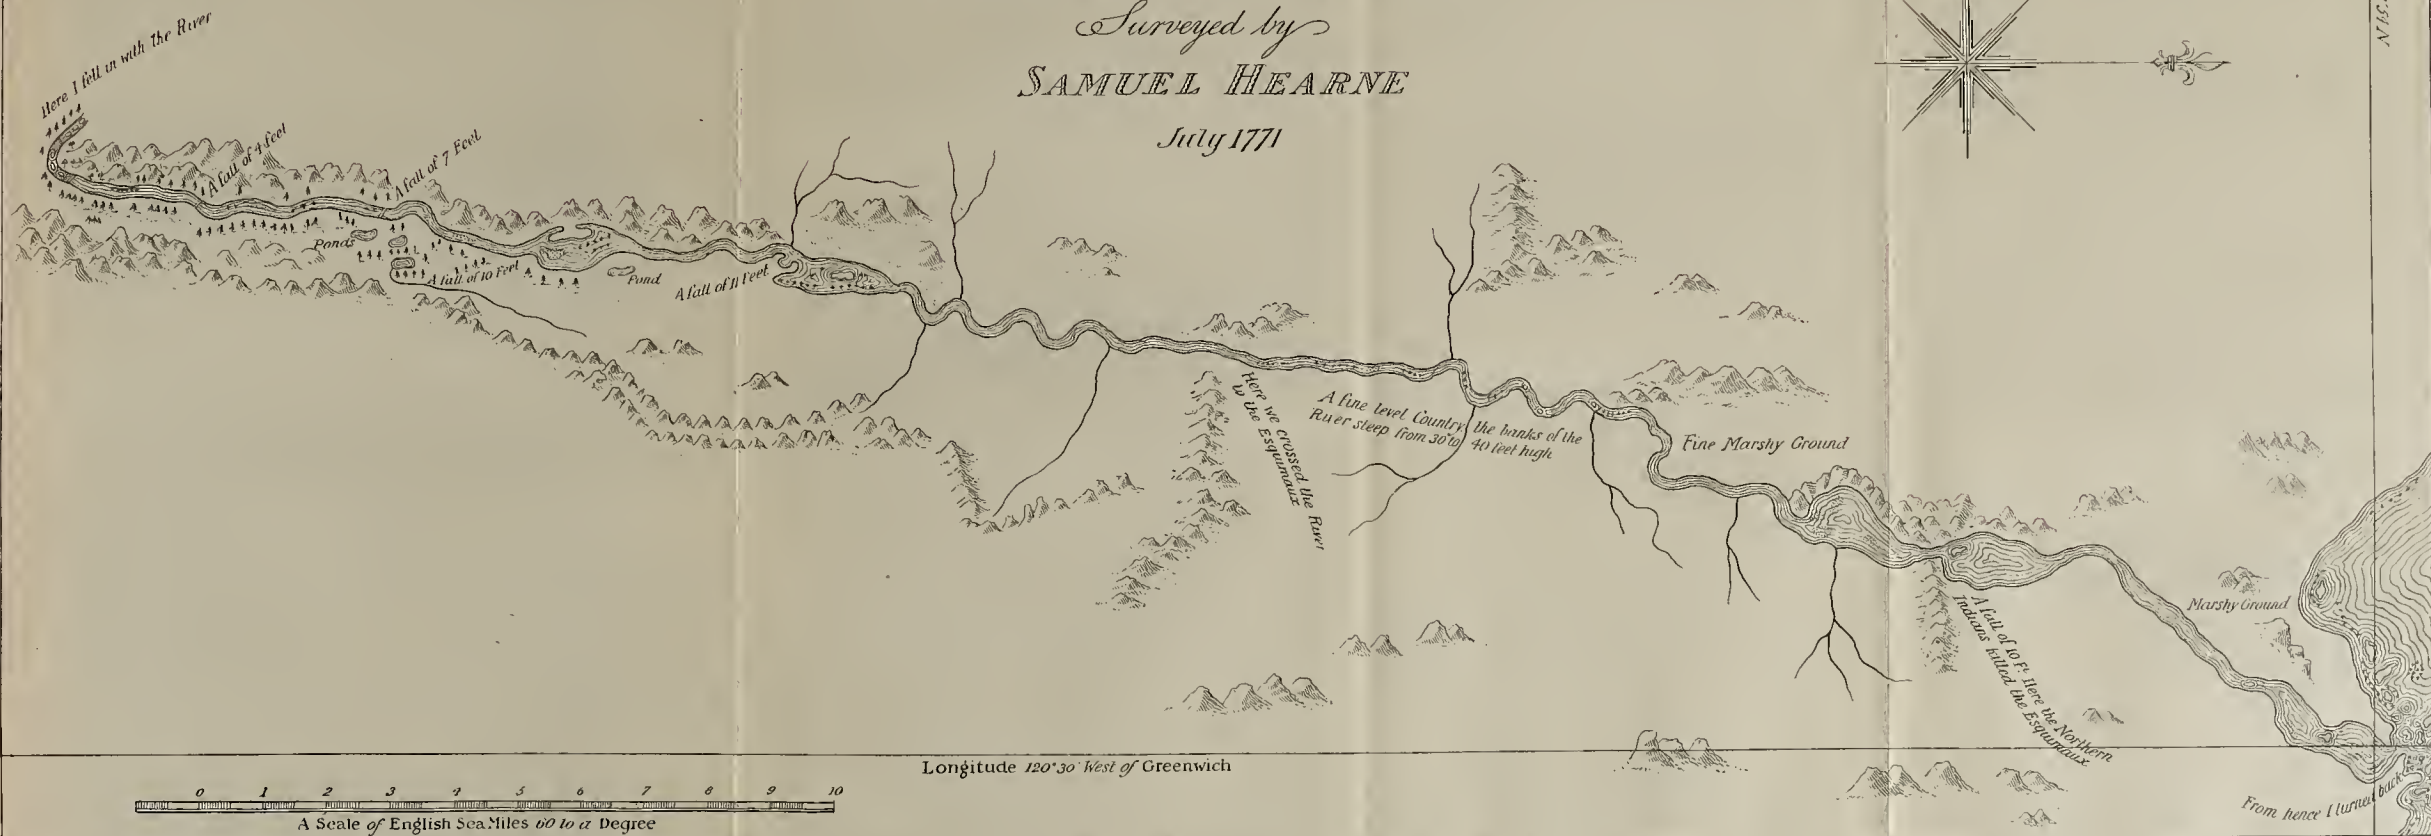 Surveyed by
SAMUEL HEARNE
July 1771
Here I fell in with the River
A fall of 4 feet
A fall of 7 Feet
Ponds
A fall of 10 Feet
Pond
A fall of 11 Feet
Here we crossed the River
to the Esquimaux
A fine level Country, the banks of the
River steep from 30 to 40 feet high
Fine Marshy Ground
A fall of 10 Ft. Here the Northern
Indians killed the Esquimaux
Marshy Ground
From hence I turned back
Longitude 120°30' West of Greenwich
0 1 2 3 4 5 6 7 8 9 10
A Scale of English Sea Miles 60 to a Degree